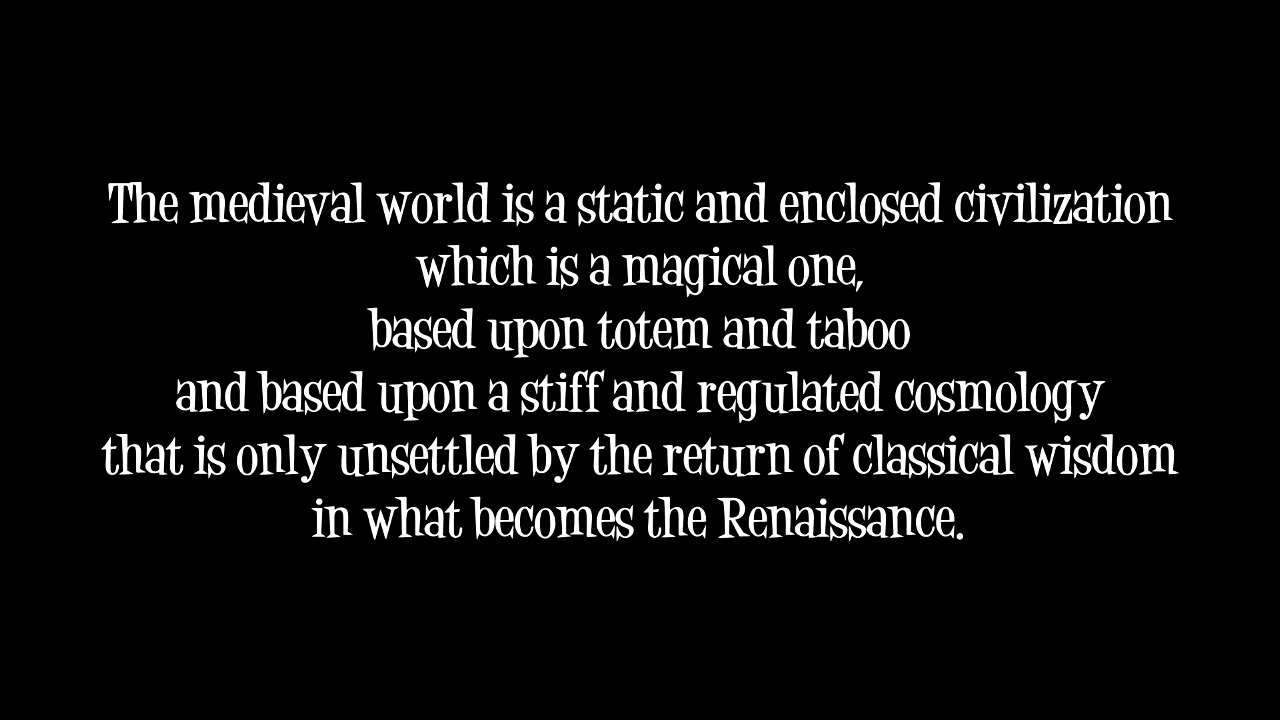 The medieval world is a static and enclosed civilization
which is a magical one,
based upon totem and taboo
and based upon a stiff and regulated cosmology
that is only unsettled by the return of classical wisdom
in what becomes the Renaissance.